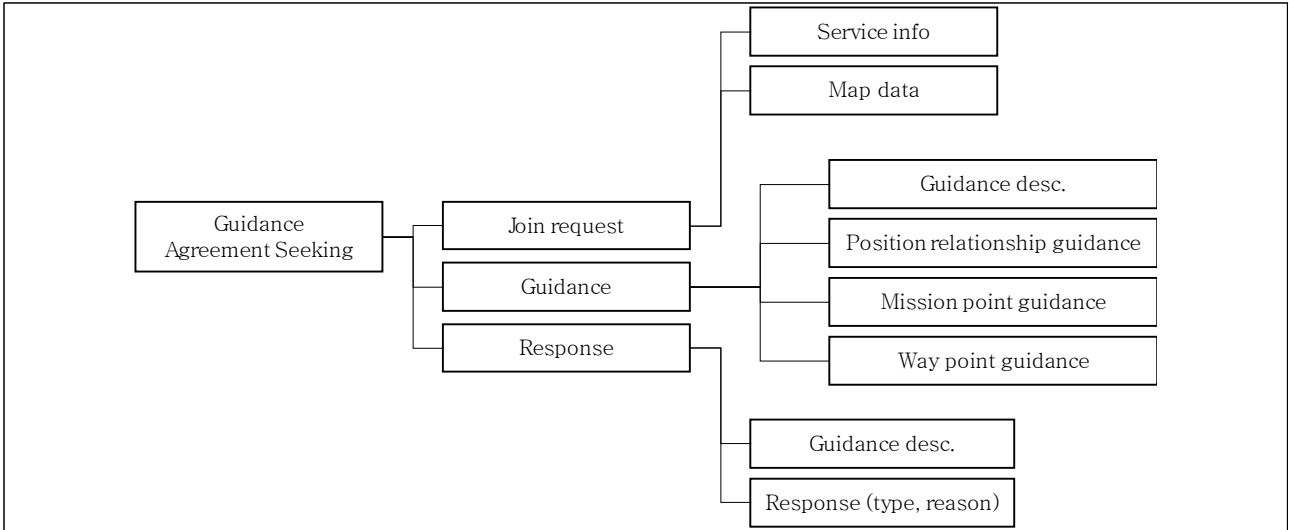 Service info
Map data
Guidance desc.
Guidance
Agreement Seeking
Join request
Position relationship guidance
Guidance
Mission point guidance
Response
Way point guidance
Guidance desc.
Response (type, reason)